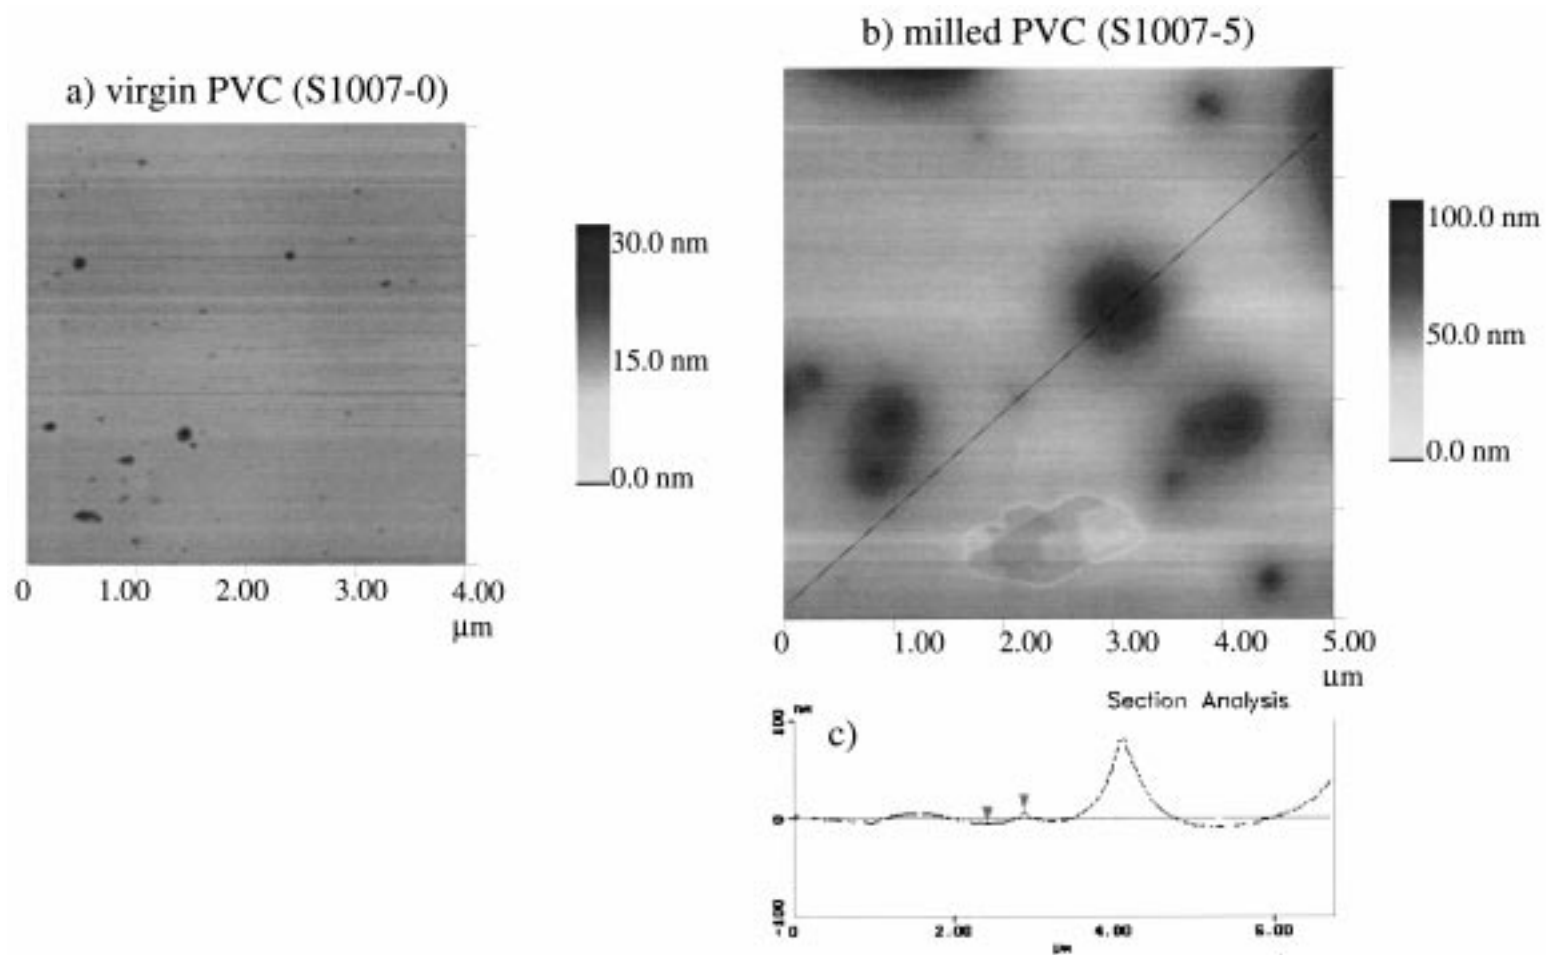 a) virgin PVC (S1007-0)
30.0 nm
15.0 nm
0.0 nm
0 1.00 2.00 3.00 4.00
µm
b) milled PVC (S1007-5)
100.0 nm
50.0 nm
0.0 nm
0 1.00 2.00 3.00 4.00 5.00
µm
Section Analysis
c)
nm
100
0
-100
0 2.00 4.00 6.00
µm